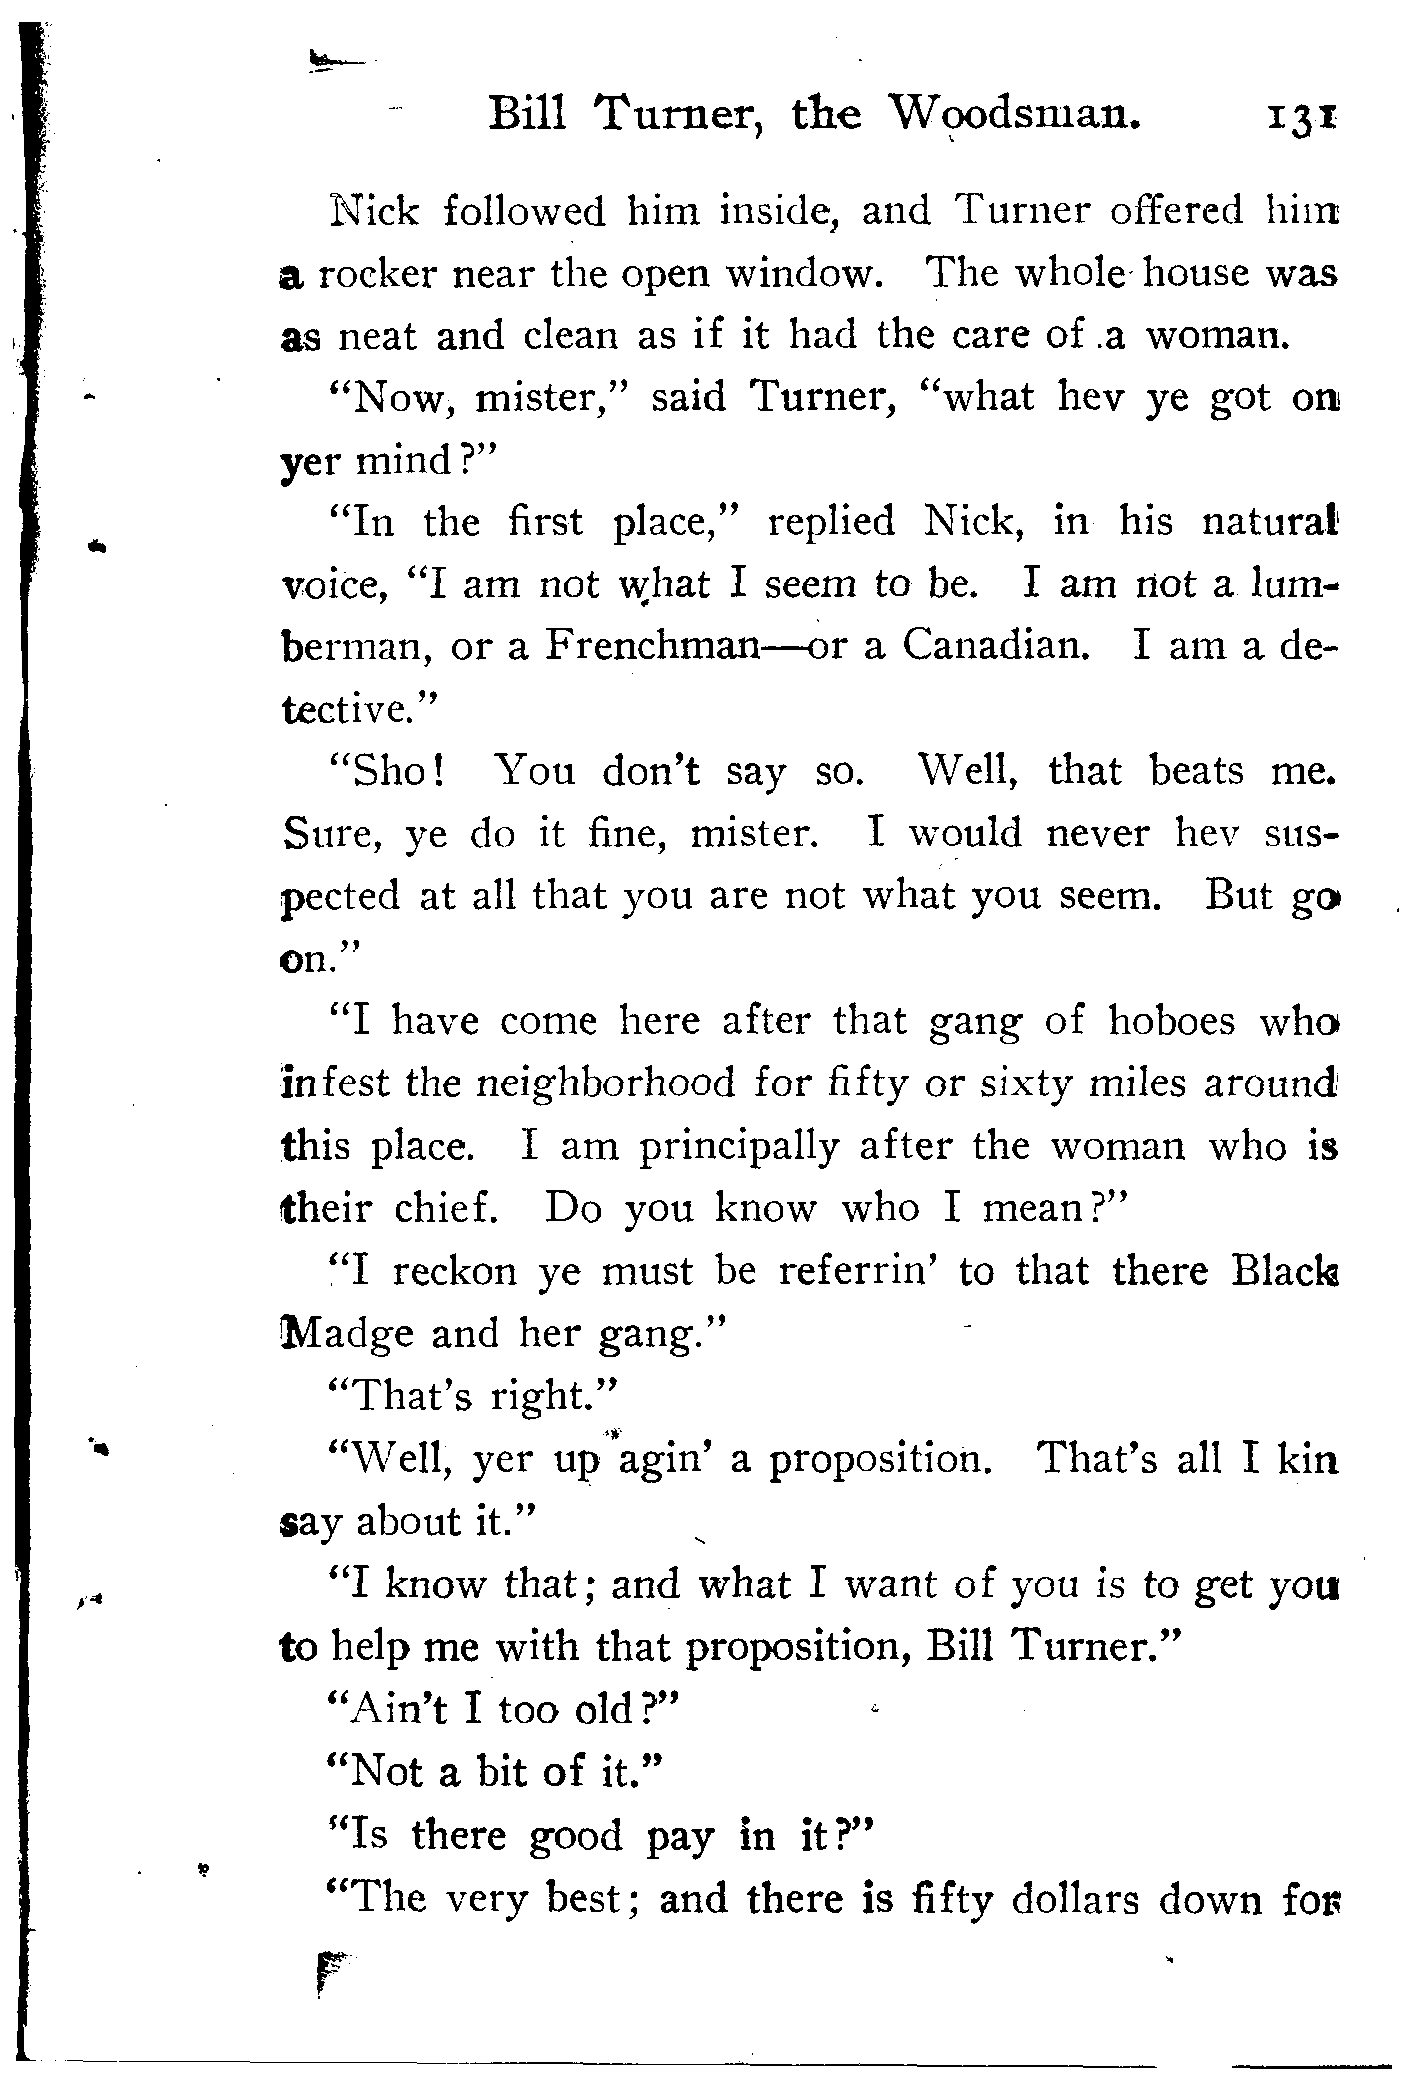 Bill Turner, the Woodsman. 131
Nick followed him inside, and Turner offered him
a rocker near the open window. The whole house was
as neat and clean as if it had the care of a woman.
“Now, mister,” said Turner, “what hev ye got on
yer mind?”
“In the first place,” replied Nick, in his natural
voice, “I am not what I seem to be. I am not a lum-
berman, or a Frenchman—or a Canadian. I am a de-
tective.”
“Sho! You don't say so. Well, that beats me.
Sure, ye do it fine, mister. I would never hev sus-
pected at all that you are not what you seem. But go
on.”
“I have come here after that gang of hoboes who
infest the neighborhood for fifty or sixty miles around
this place. I am principally after the woman who is
their chief. Do you know who I mean?”
“I reckon ye must be referrin' to that there Black
Madge and her gang.”
“That's right.”
“Well, yer up agin' a proposition. That's all I kin
say about it.”
“I know that; and what I want of you is to get you
to help me with that proposition, Bill Turner.”
“Ain't I too old?”
“Not a bit of it.”
“Is there good pay in it?”
“The very best; and there is fifty dollars down for